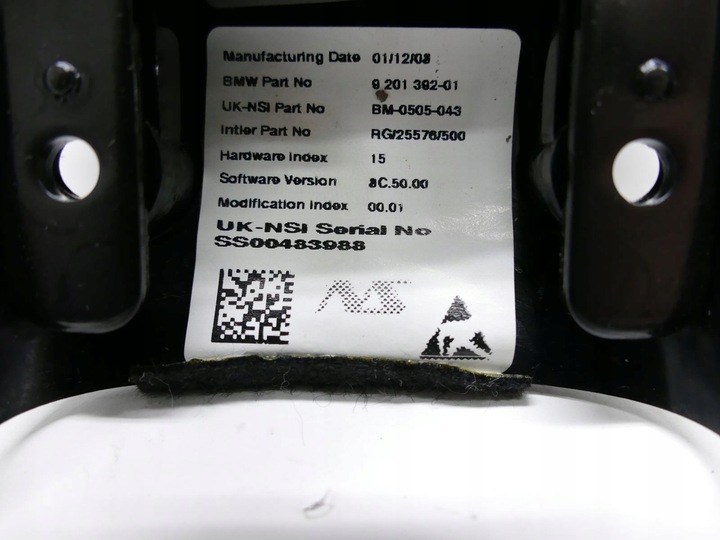 Manufacturing Date 01/12/08
BMW Part No 9 201 392-01
UK-NSI Part No BM-0505-043
Intier Part No RG/25576/500
Hardware Index 15
Software Version 8C.50.00
Modification Index 00.01
UK-NSI Serial No
SS00483988